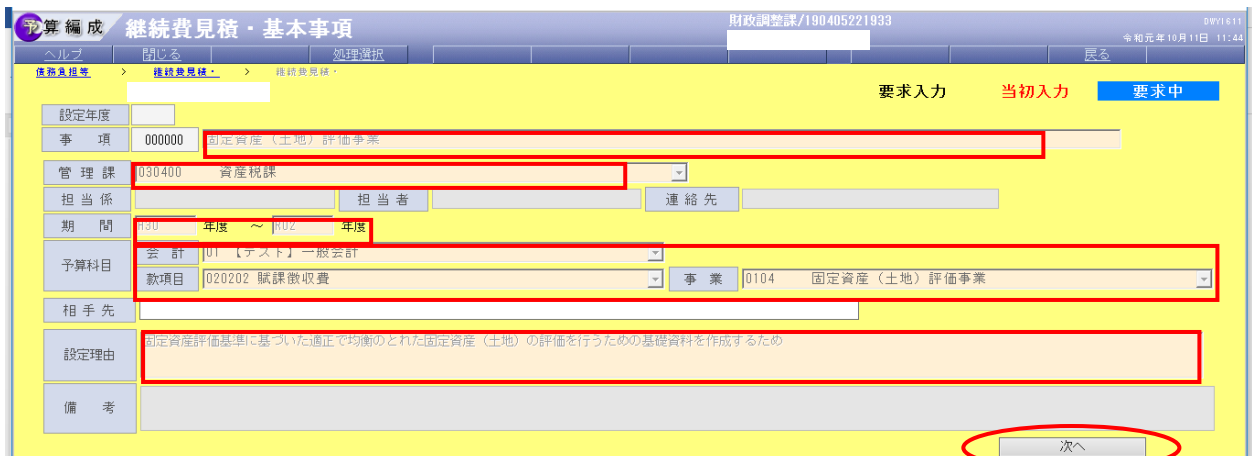 予算編成 継続費見積・基本事項 財政調整課/190405221933 DWY1611
令和元年10月11日 11:44
ヘルプ 閉じる 処理選択 戻る
債務負担等 > 継続費見積・ > 継続費見積・
要求入力 当初入力 要求中
設定年度
事 項 000000 固定資産（土地）評価事業
管理課 030400 資産税課
担当係 担当者 連絡先
期 間 H30 年度 ～ R02 年度
予算科目 会 計 01 【テスト】一般会計
款項目 020202 賦課徴収費 事 業 0104 固定資産（土地）評価事業
相手先
設定理由 固定資産評価基準に基づいた適正で均衡のとれた固定資産（土地）の評価を行うための基礎資料を作成するため
備 考
次へ